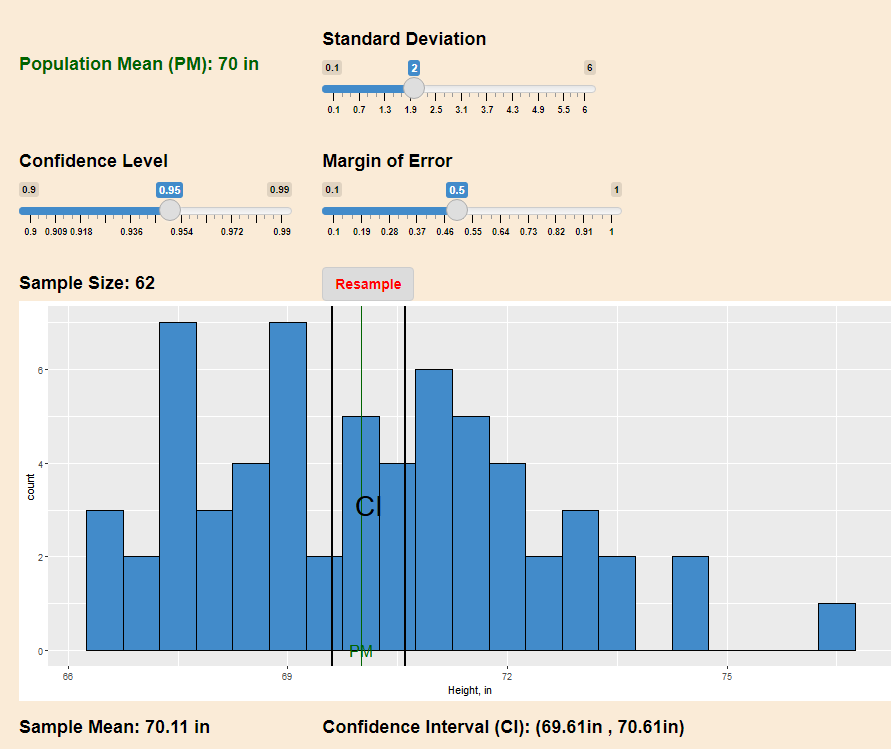 Standard Deviation
Population Mean (PM): 70 in
0.1 2 6
0.1 0.7 1.3 1.9 2.5 3.1 3.7 4.3 4.9 5.5 6
Confidence Level
Margin of Error
0.9 0.95 0.99
0.1 0.5 1
0.9 0.909 0.918 0.936 0.954 0.972 0.99
0.1 0.19 0.28 0.37 0.46 0.55 0.64 0.73 0.82 0.91 1
Sample Size: 62
Resample
6
4
2
0
count
CI
PM
66 69 72 75
Height, in
Sample Mean: 70.11 in
Confidence Interval (CI): (69.61in , 70.61in)